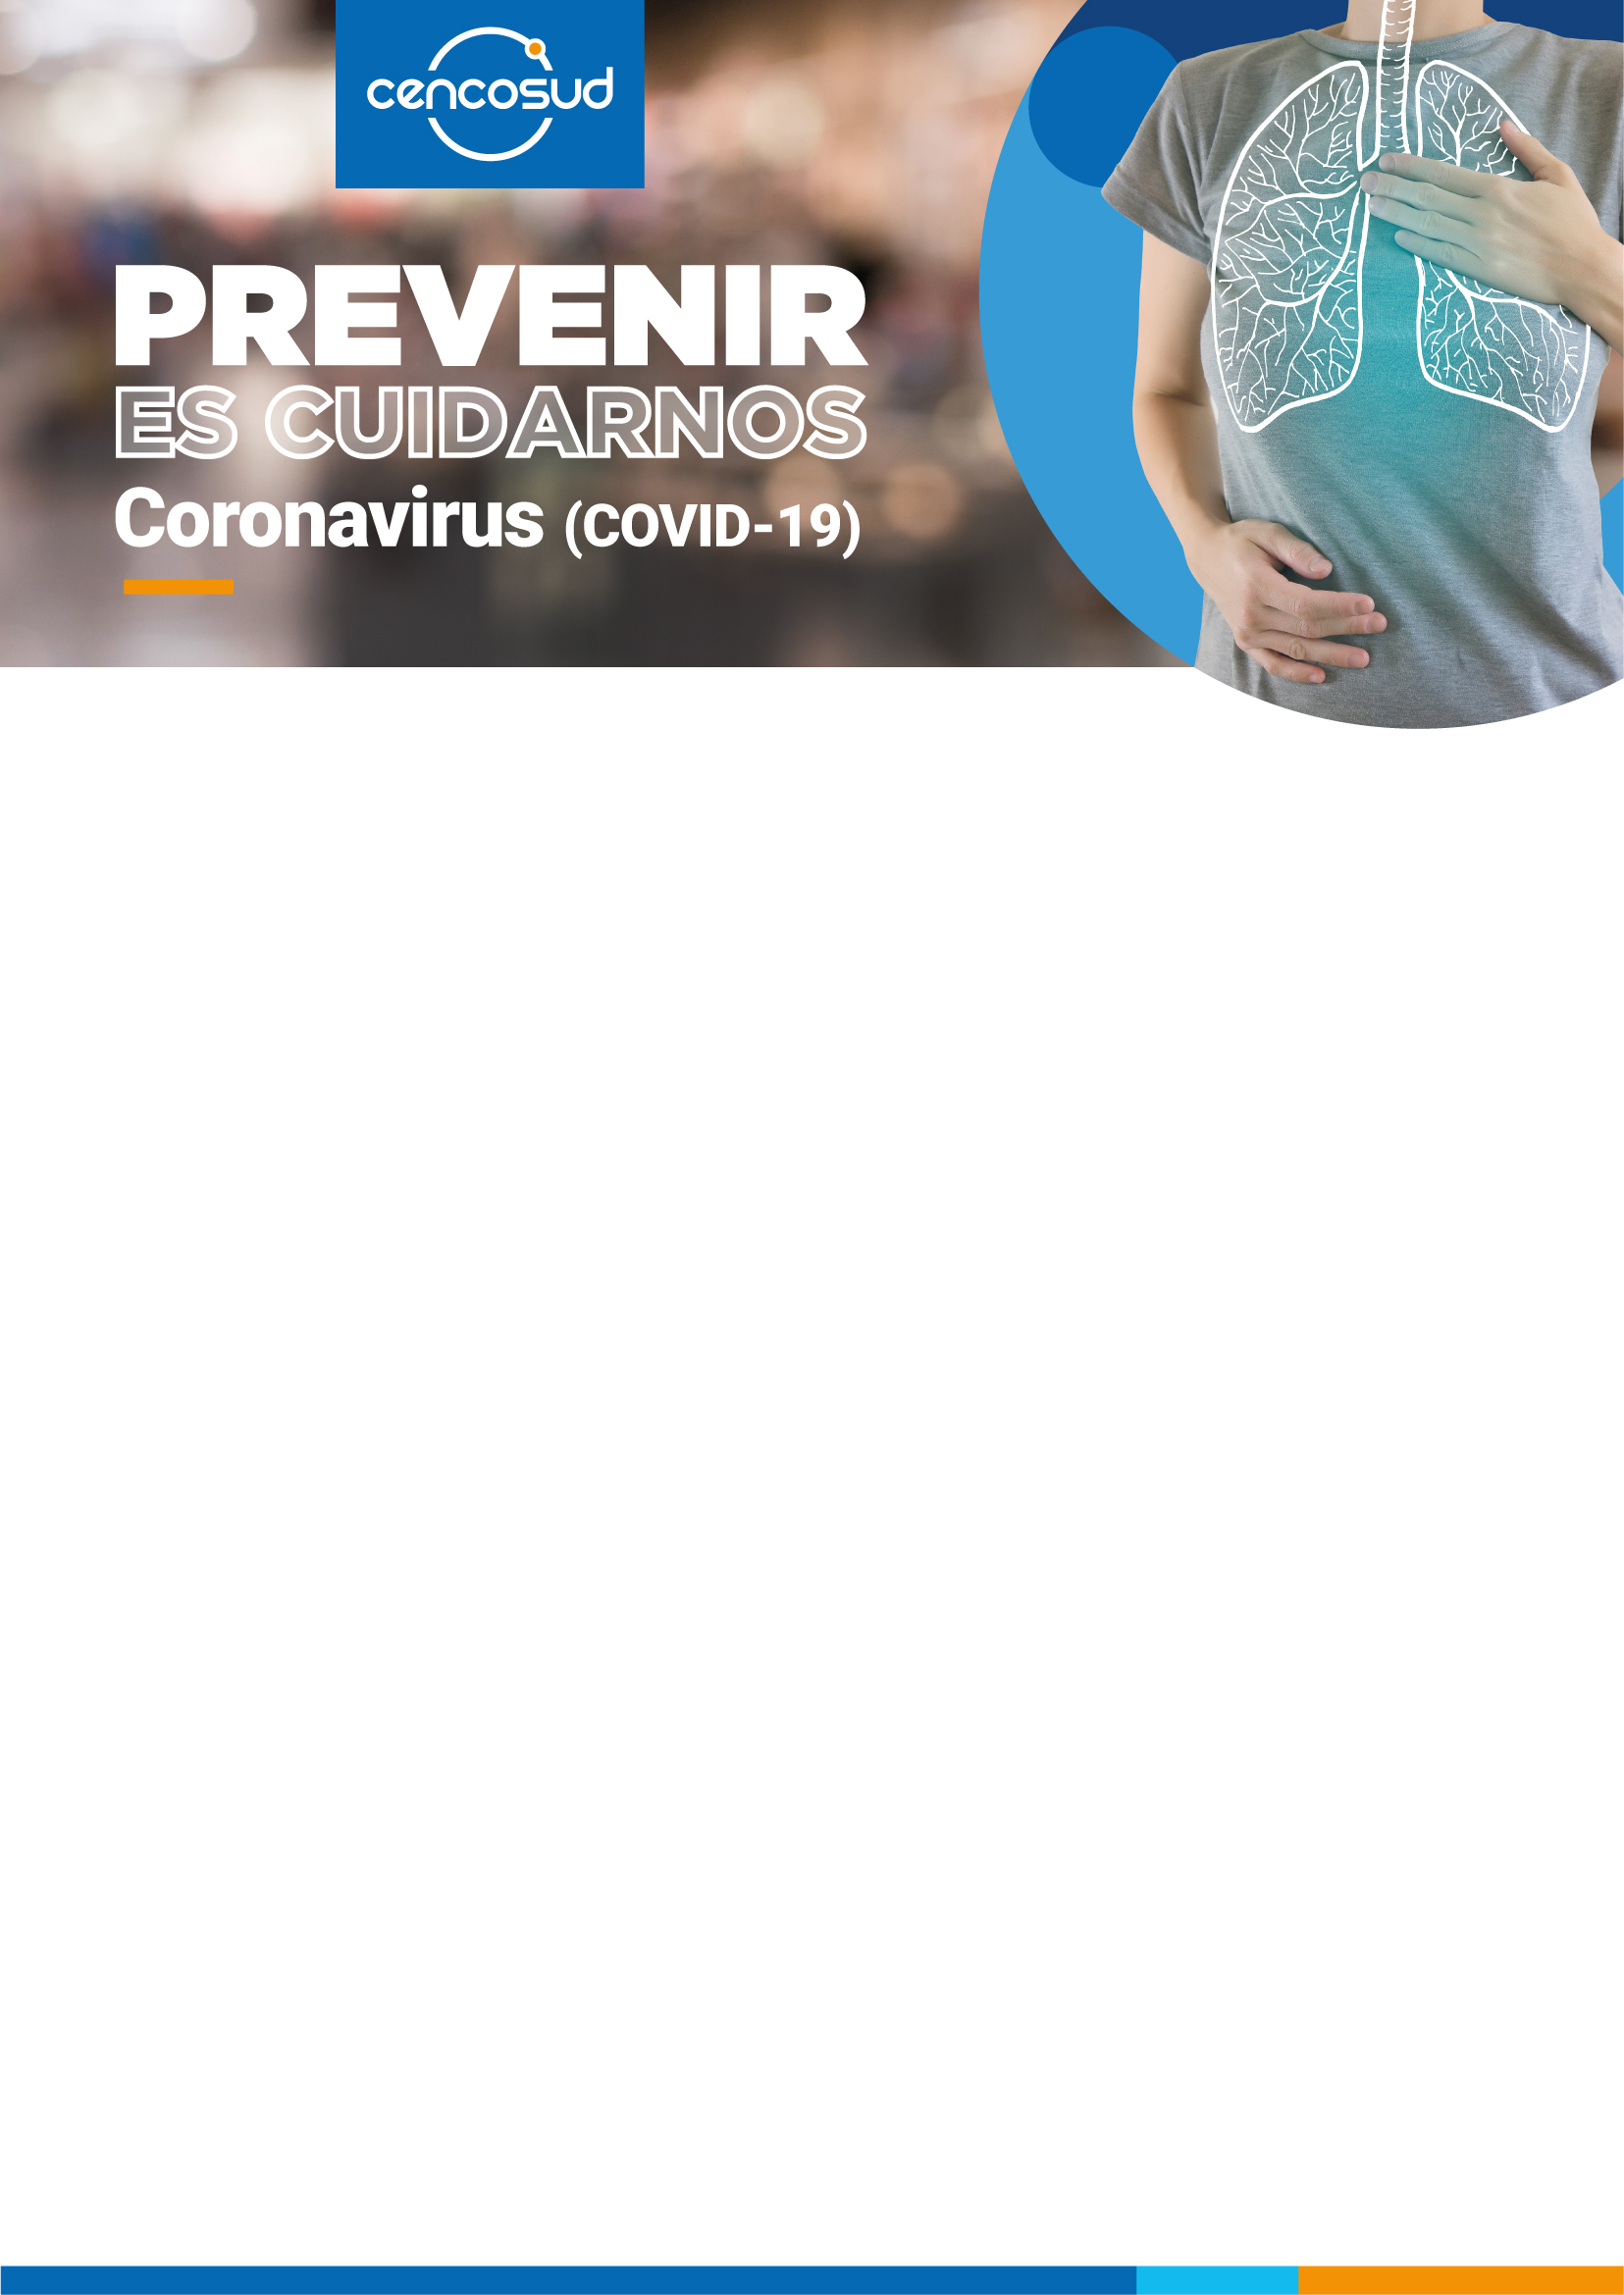 cencosud
PREVENIR
ES CUIDARNOS
Coronavirus (COVID-19)